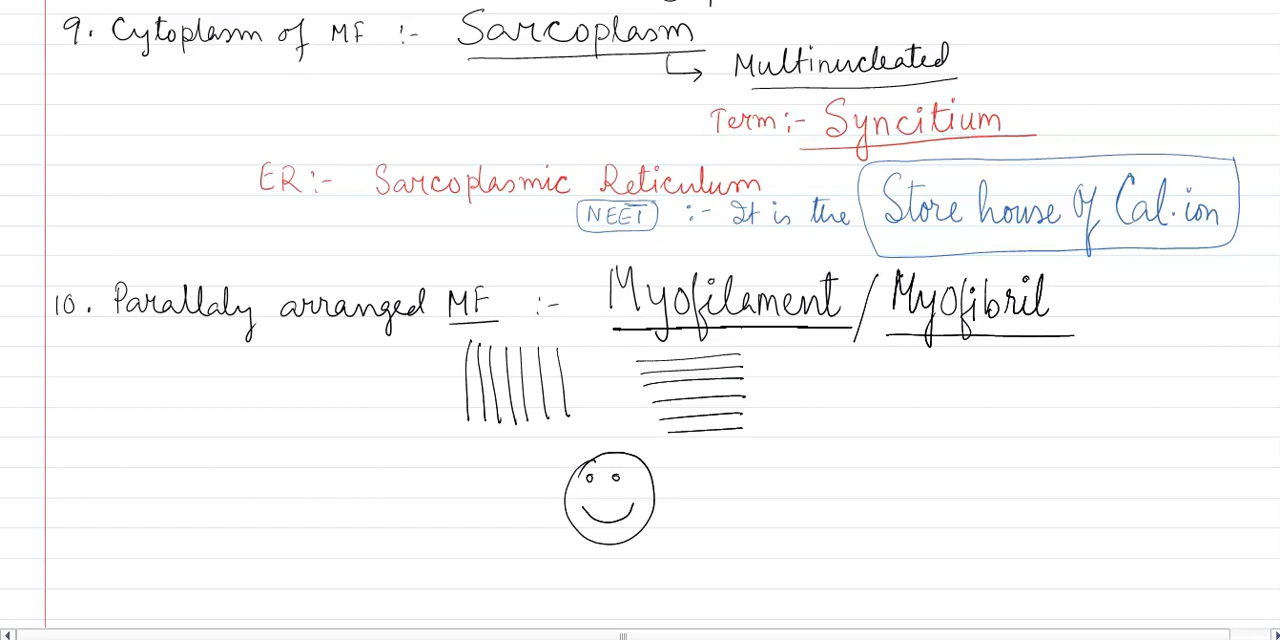 9. Cytoplasm of MF :- Sarcoplasm
Multinucleated
Term:- Syncitium
ER:- Sarcoplasmic Reticulum
NEET :- It is the Store house of Cal.ion
10. Parallaly arranged MF :- Myofilament / Myofibril